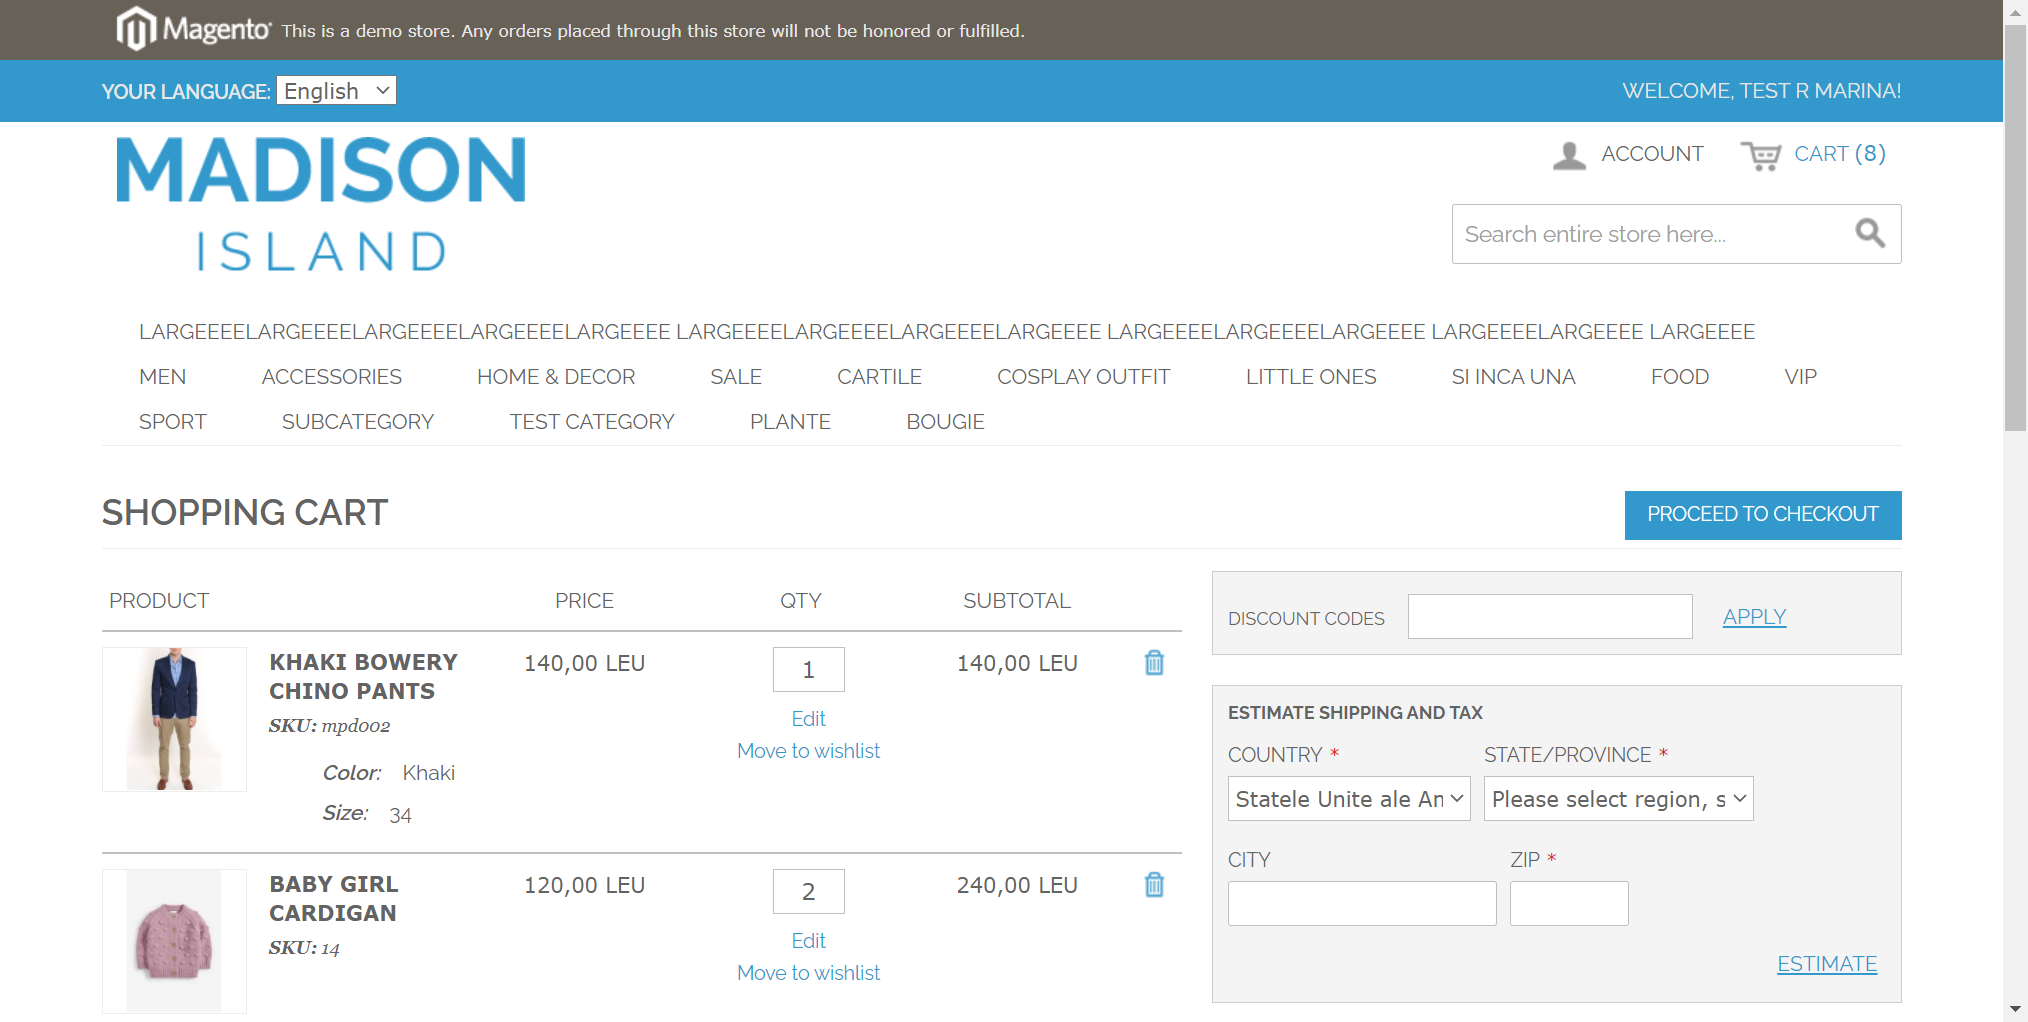 Magento® This is a demo store. Any orders placed through this store will not be honored or fulfilled.
YOUR LANGUAGE: English
WELCOME, TEST R MARINA!
MADISON
ISLAND
ACCOUNT
CART (8)
Search entire store here...
LARGEEEELARGEEEELARGEEEELARGEEEELARGEEEE LARGEEEELARGEEEELARGEEEELARGEEEE LARGEEEELARGEEEELARGEEEE LARGEEEELARGEEEE LARGEEEE
MEN ACCESSORIES HOME & DECOR SALE CARTILE COSPLAY OUTFIT LITTLE ONES SI INCA UNA FOOD VIP
SPORT SUBCATEGORY TEST CATEGORY PLANTE BOUGIE
SHOPPING CART
PROCEED TO CHECKOUT
PRODUCT PRICE QTY SUBTOTAL
KHAKI BOWERY
CHINO PANTS
SKU: mpd002
Color: Khaki
Size: 34
140,00 LEU
1
Edit
Move to wishlist
140,00 LEU
BABY GIRL
CARDIGAN
SKU: 14
120,00 LEU
2
Edit
Move to wishlist
240,00 LEU
DISCOUNT CODES
APPLY
ESTIMATE SHIPPING AND TAX
COUNTRY * STATE/PROVINCE *
Statele Unite ale Am Please select region, s
CITY ZIP *
ESTIMATE